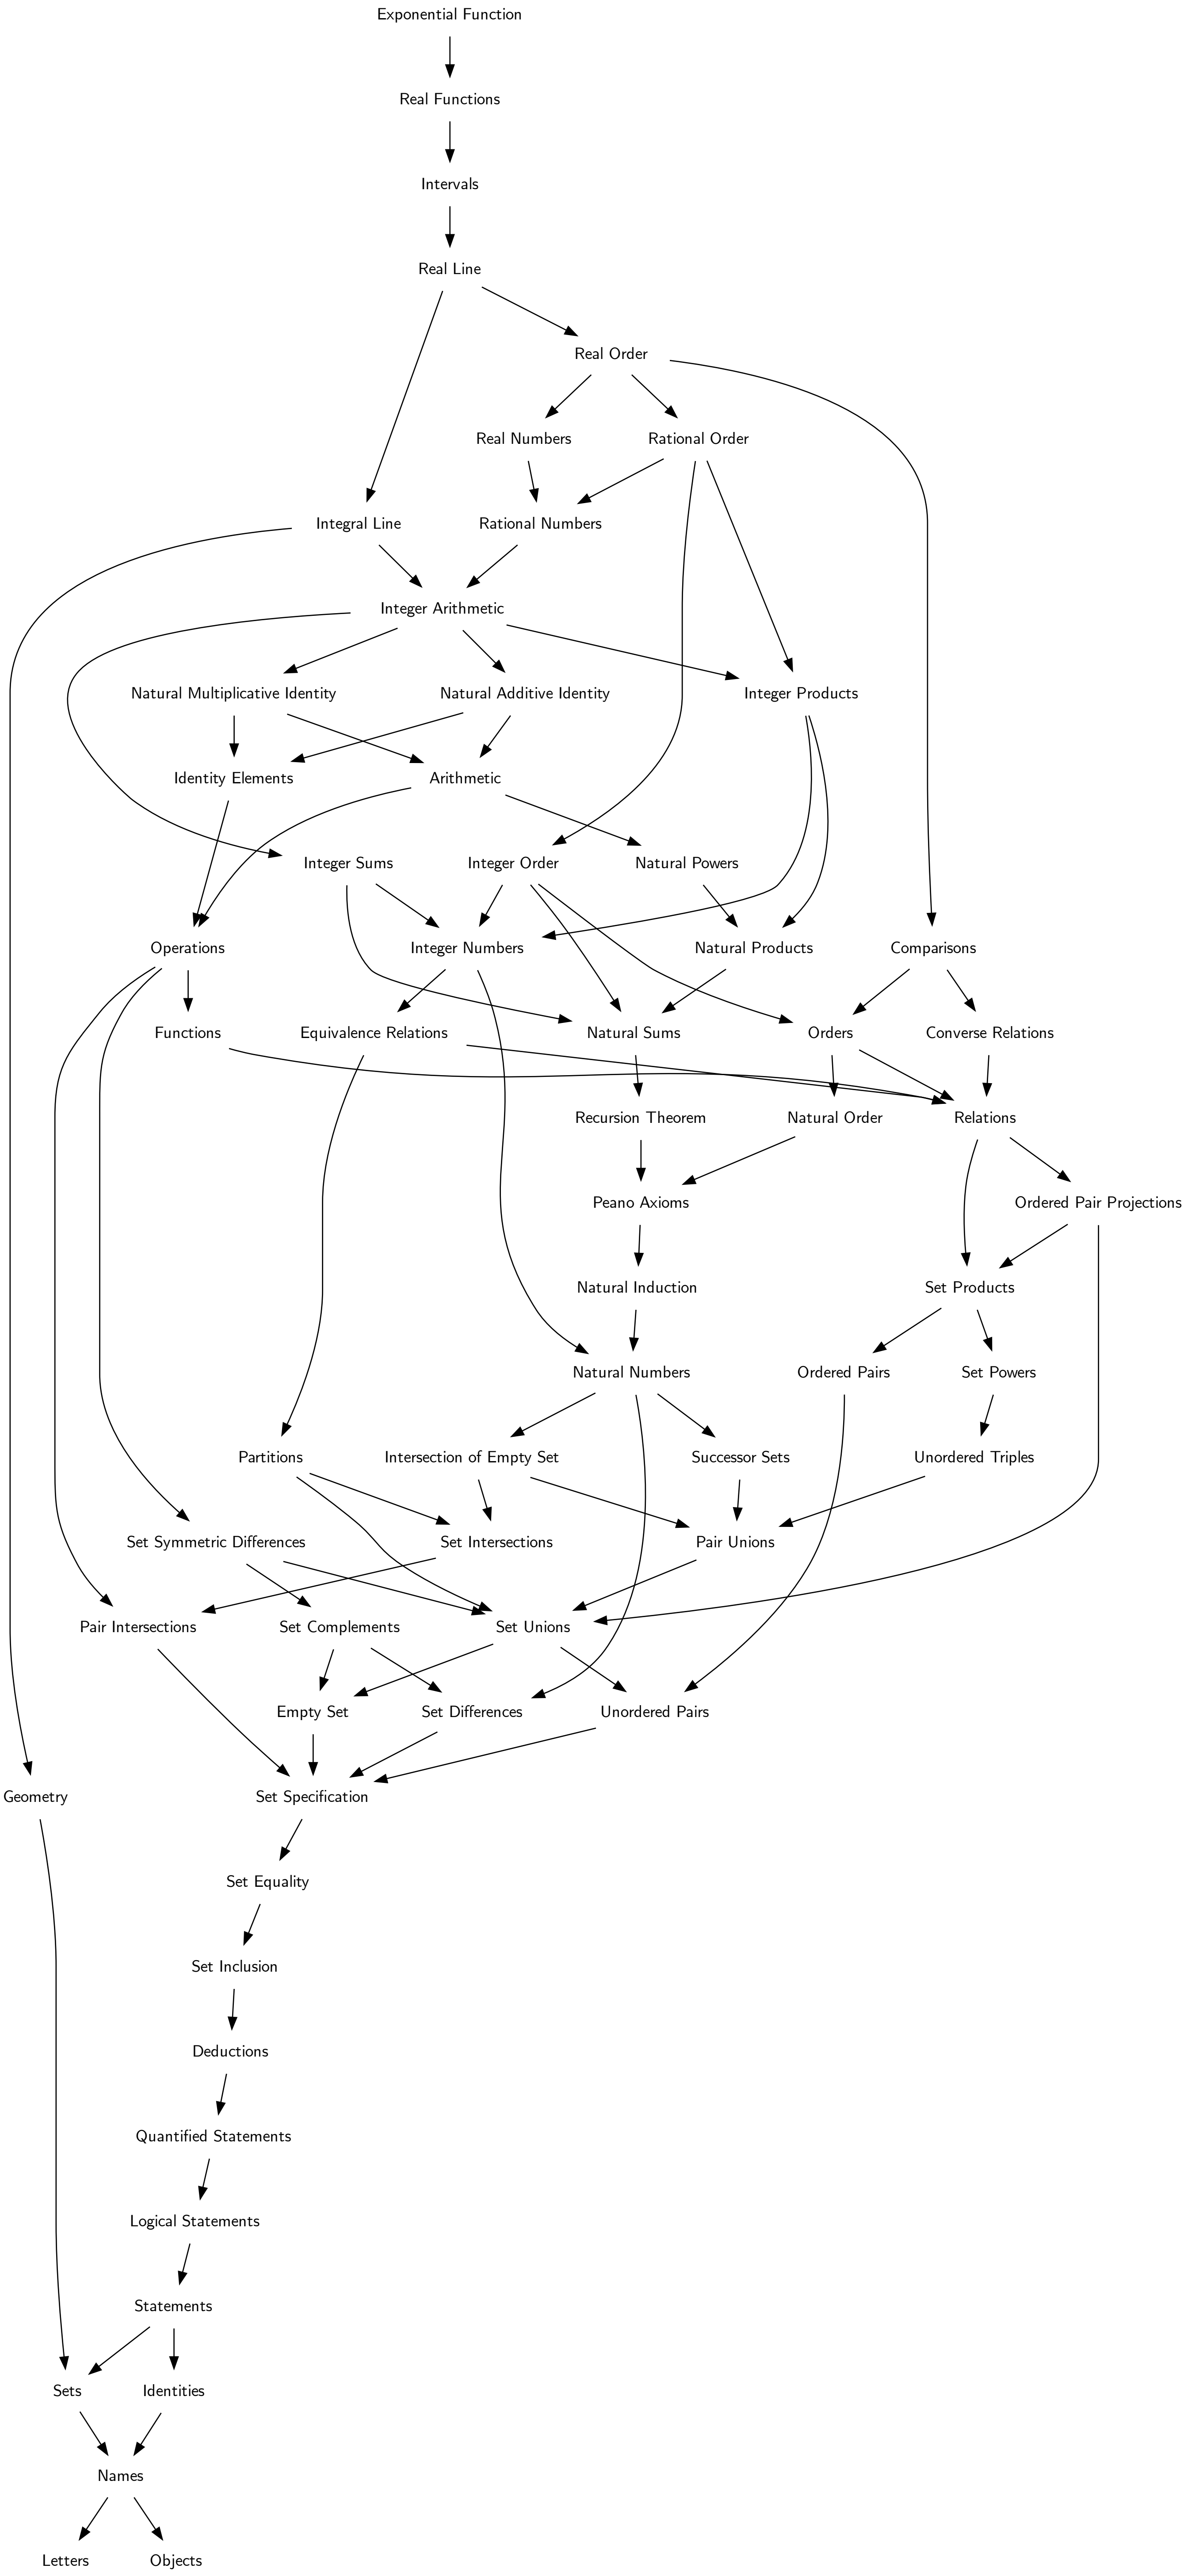 Exponential Function
Real Functions
Intervals
Real Line
Real Order
Real Numbers
Rational Order
Integral Line
Rational Numbers
Integer Arithmetic
Natural Multiplicative Identity
Natural Additive Identity
Integer Products
Identity Elements
Arithmetic
Integer Sums
Integer Order
Natural Powers
Operations
Integer Numbers
Natural Products
Comparisons
Functions
Equivalence Relations
Natural Sums
Orders
Converse Relations
Recursion Theorem
Natural Order
Relations
Peano Axioms
Ordered Pair Projections
Natural Induction
Set Products
Natural Numbers
Ordered Pairs
Set Powers
Partitions
Intersection of Empty Set
Successor Sets
Unordered Triples
Set Symmetric Differences
Set Intersections
Pair Unions
Pair Intersections
Set Complements
Set Unions
Empty Set
Set Differences
Unordered Pairs
Geometry
Set Specification
Set Equality
Set Inclusion
Deductions
Quantified Statements
Logical Statements
Statements
Sets
Identities
Names
Letters
Objects